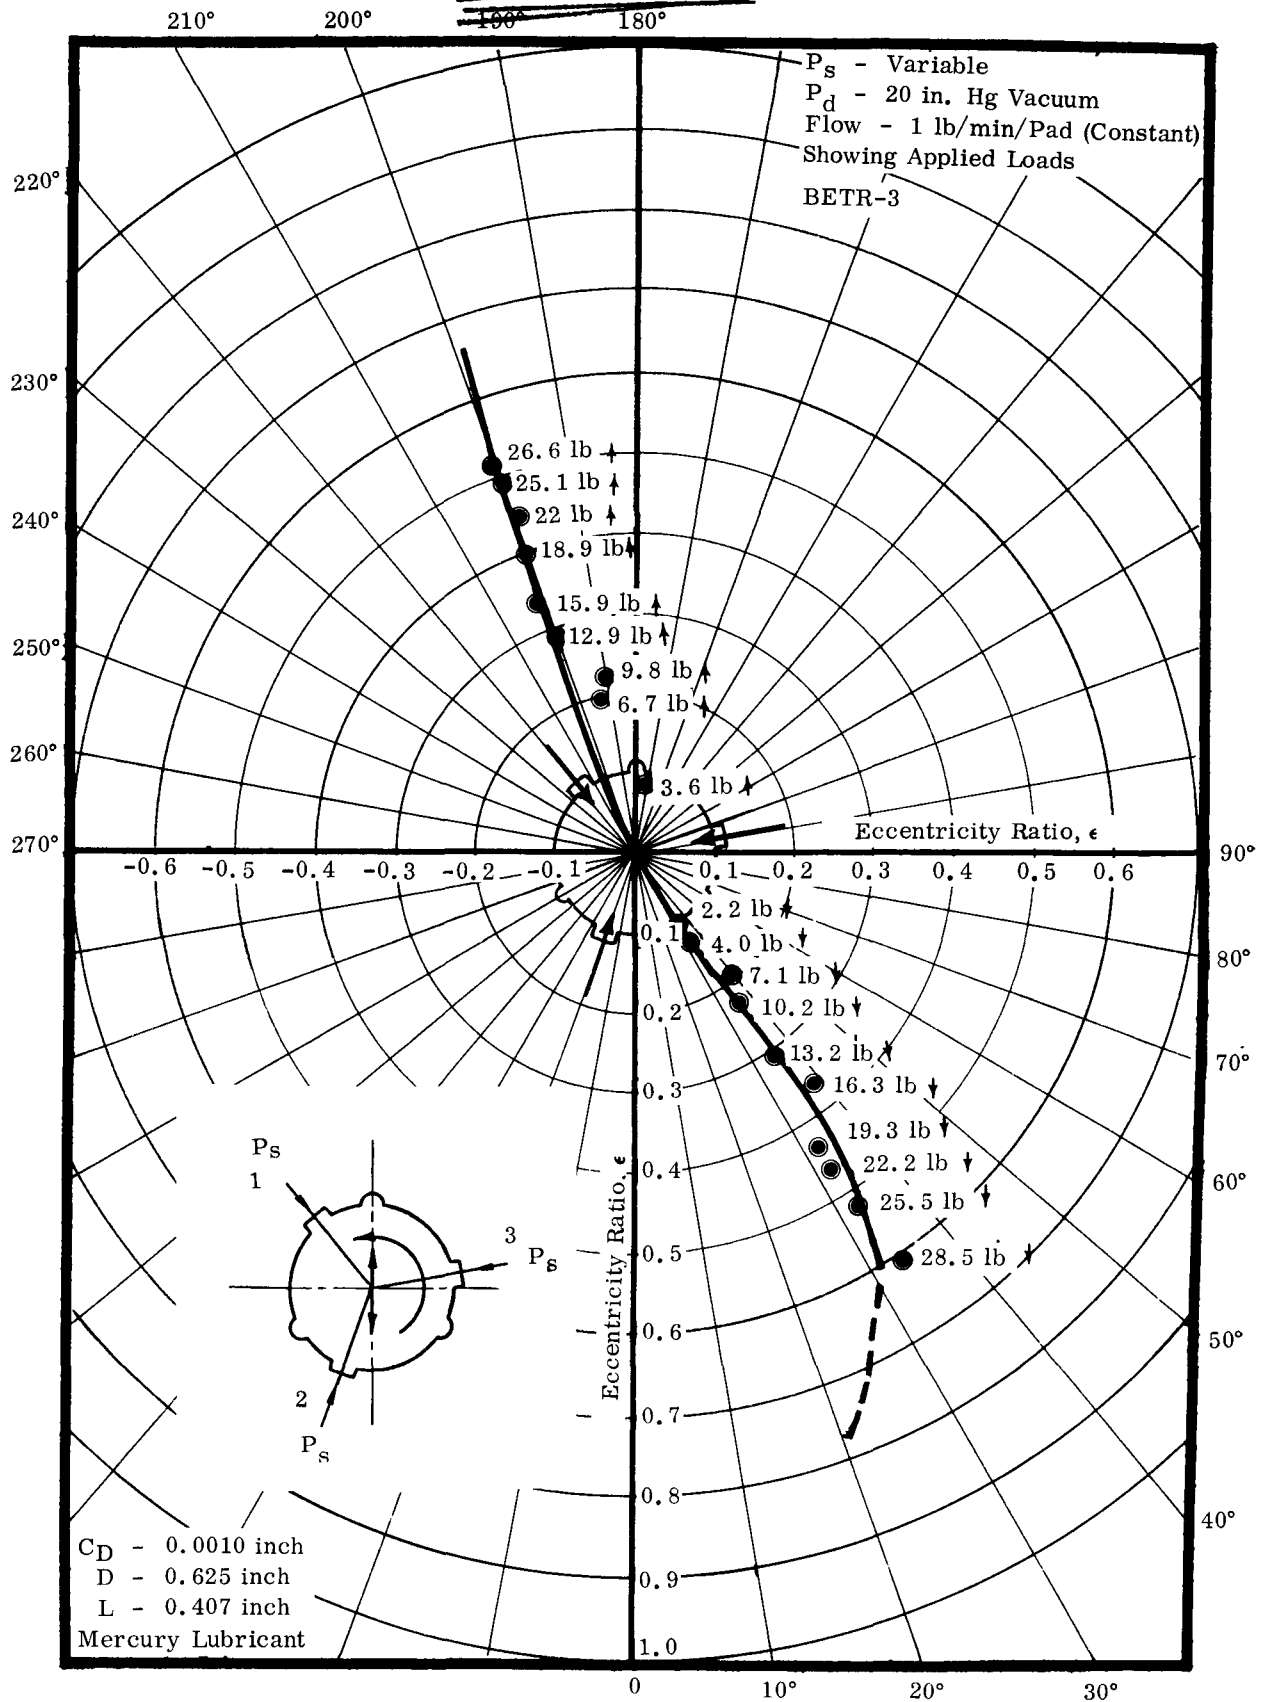 210° 200° 190° 180°
P_s - Variable
P_d - 20 in. Hg Vacuum
Flow - 1 lb/min/Pad (Constant)
Showing Applied Loads
BETR-3
220°
230°
240°
250°
260°
270°
26.6 lb
25.1 lb
22 lb
18.9 lb
15.9 lb
12.9 lb
9.8 lb
6.7 lb
3.6 lb
Eccentricity Ratio, ϵ
90°
-0.6 -0.5 -0.4 -0.3 -0.2 -0.1 0.1 0.2 0.3 0.4 0.5 0.6
2.2 lb
4.0 lb
7.1 lb
10.2 lb
13.2 lb
16.3 lb
19.3 lb
22.2 lb
25.5 lb
28.5 lb
0.1
0.2
0.3
0.4
0.5
0.6
0.7
0.8
0.9
1.0
Eccentricity Ratio, ϵ
80°
70°
60°
50°
40°
P_s
1
3
P_s
2
P_s
C_D - 0.0010 inch
D - 0.625 inch
L - 0.407 inch
Mercury Lubricant
0 10° 20° 30°